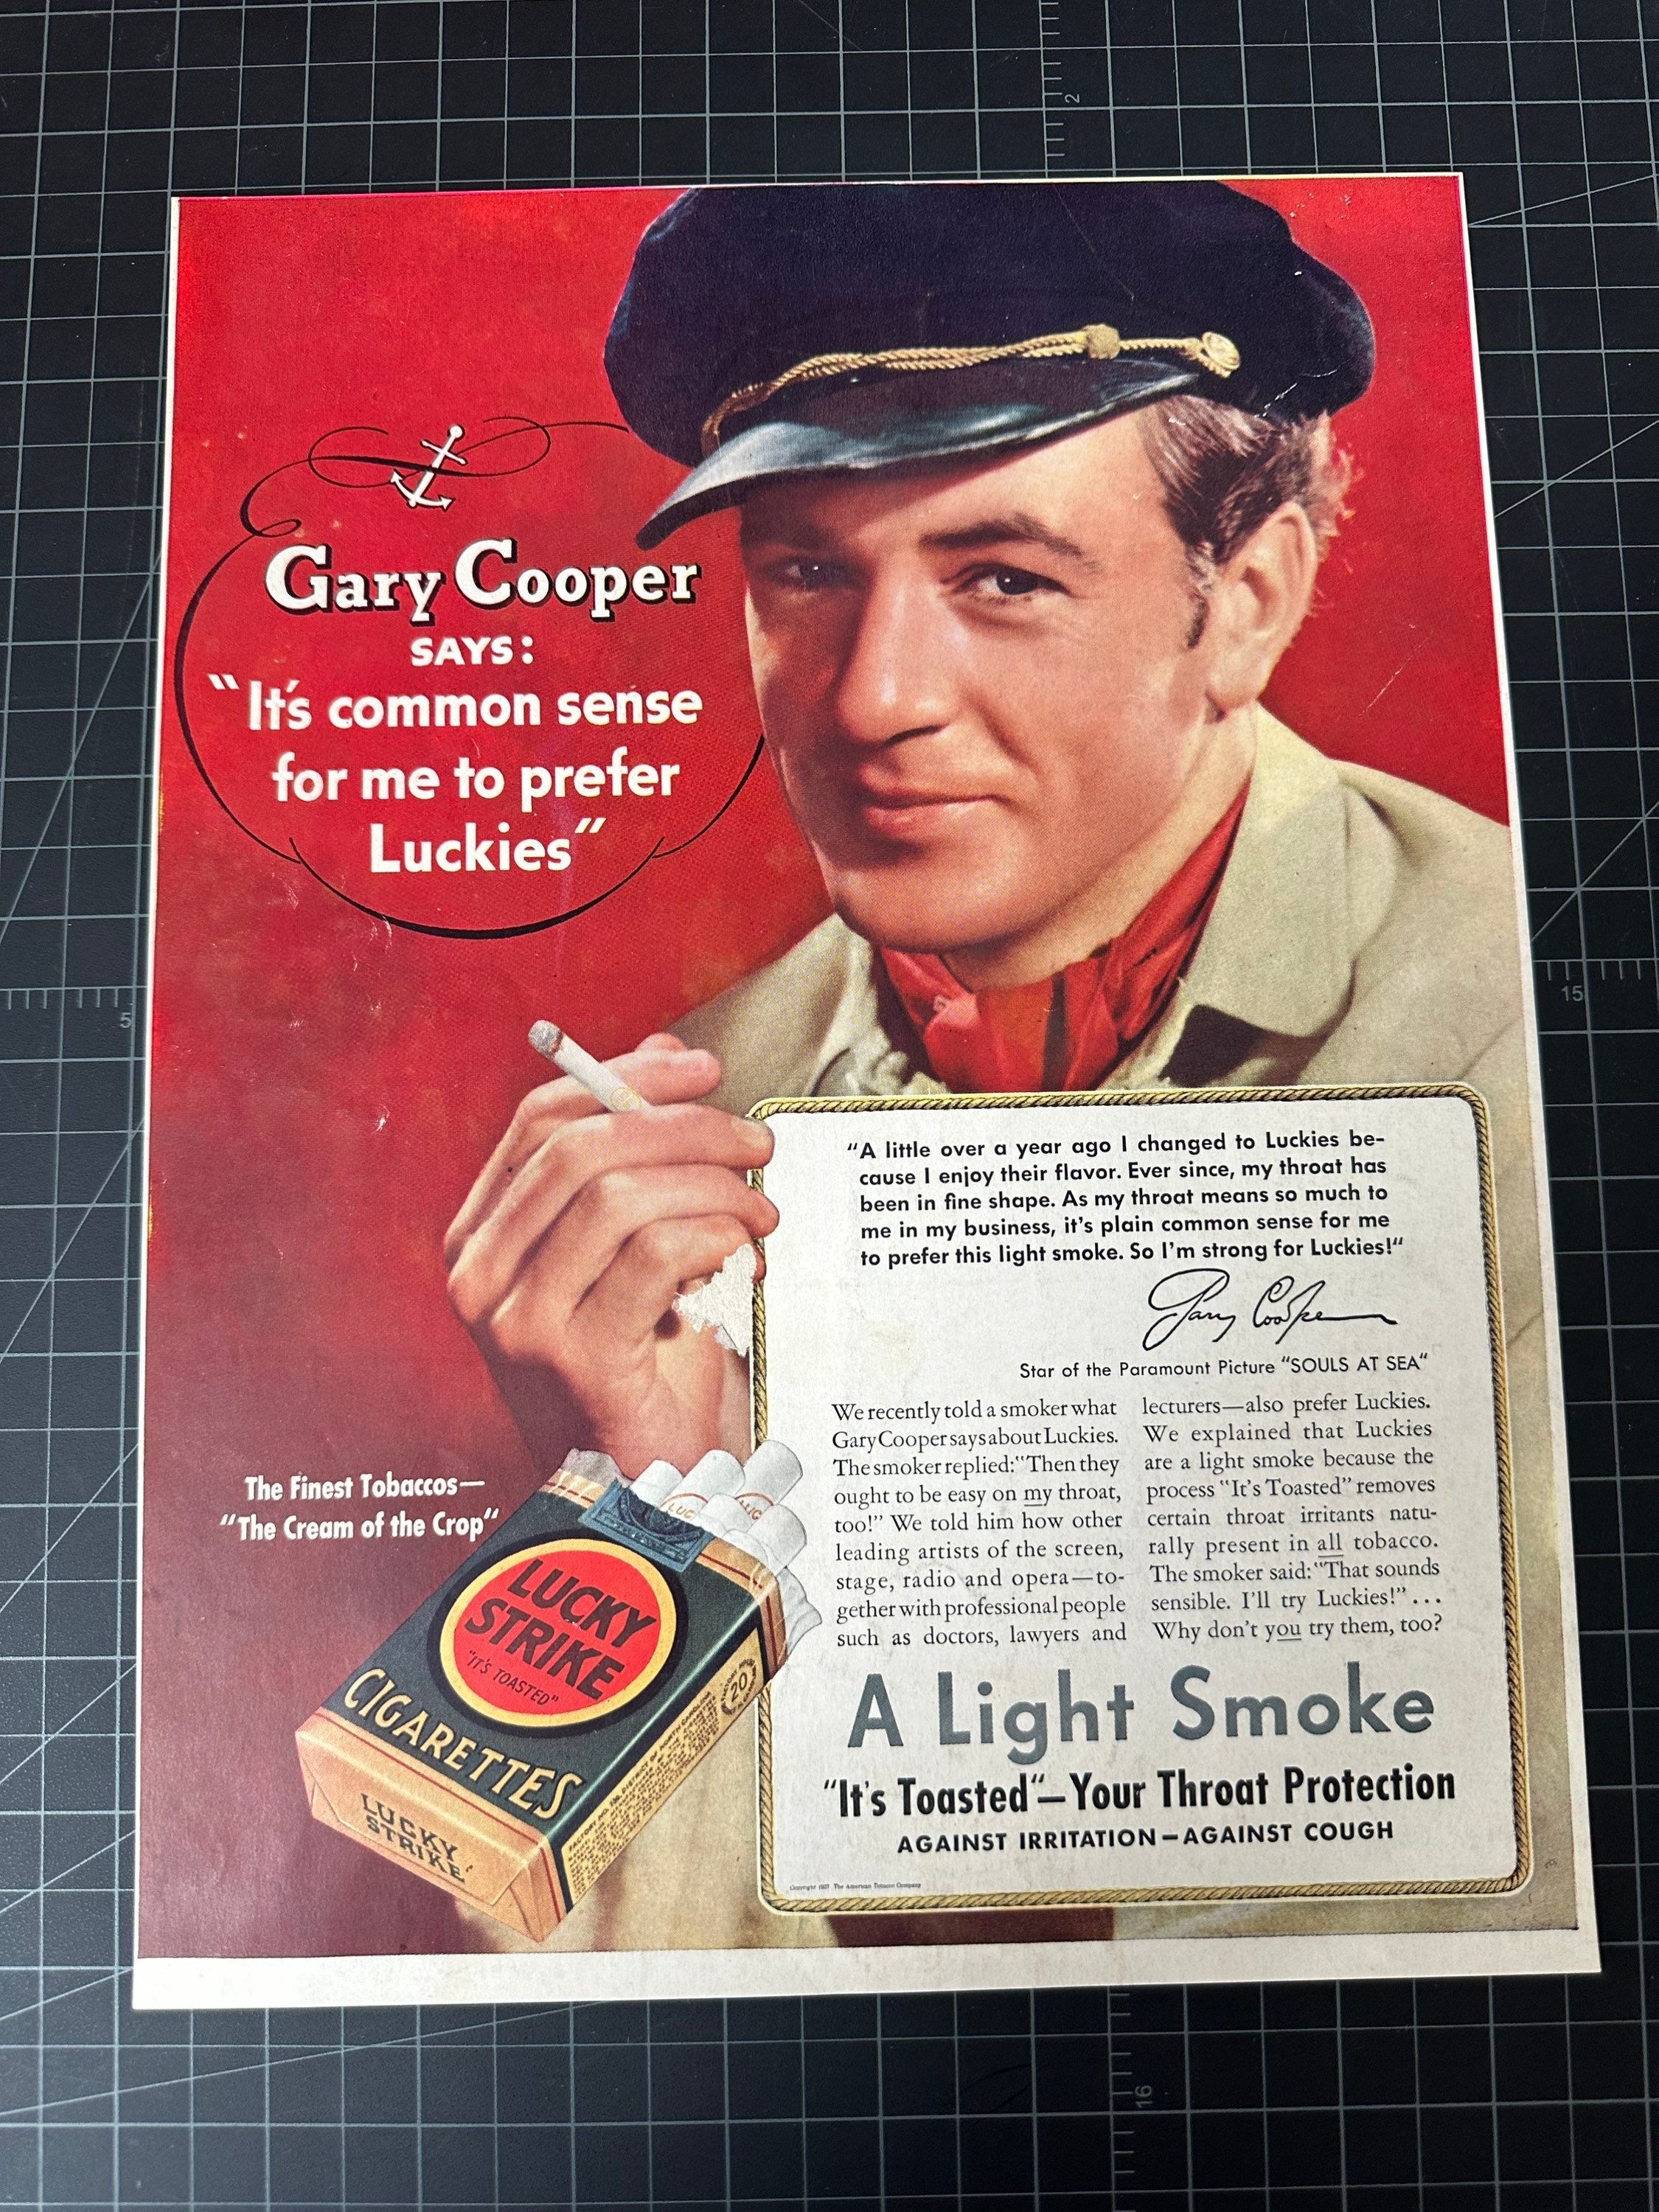 Gary Cooper
SAYS:
"It's common sense
for me to prefer
Luckies"
"A little over a year ago I changed to Luckies be-
cause I enjoy their flavor. Ever since, my throat has
been in fine shape. As my throat means so much to
me in my business, it's plain common sense for me
to prefer this light smoke. So I'm strong for Luckies!"
Gary Cooper
Star of the Paramount Picture "SOULS AT SEA"
We recently told a smoker what
Gary Cooper says about Luckies.
The smoker replied: "Then they
ought to be easy on my throat,
too!" We told him how other
leading artists of the screen,
stage, radio and opera—to-
gether with professional people
such as doctors, lawyers and
lecturers—also prefer Luckies.
We explained that Luckies
are a light smoke because the
process "It's Toasted" removes
certain throat irritants natu-
rally present in all tobacco.
The smoker said: "That sounds
sensible. I'll try Luckies!" ...
Why don't you try them, too?
The Finest Tobaccos—
"The Cream of the Crop"
LUCKY
STRIKE
"IT'S TOASTED"
CIGARETTES
LUCKY
STRIKE
20
A Light Smoke
"It's Toasted"—Your Throat Protection
AGAINST IRRITATION—AGAINST COUGH
Copyright 1937 The American Tobacco Company
2
5
15
16